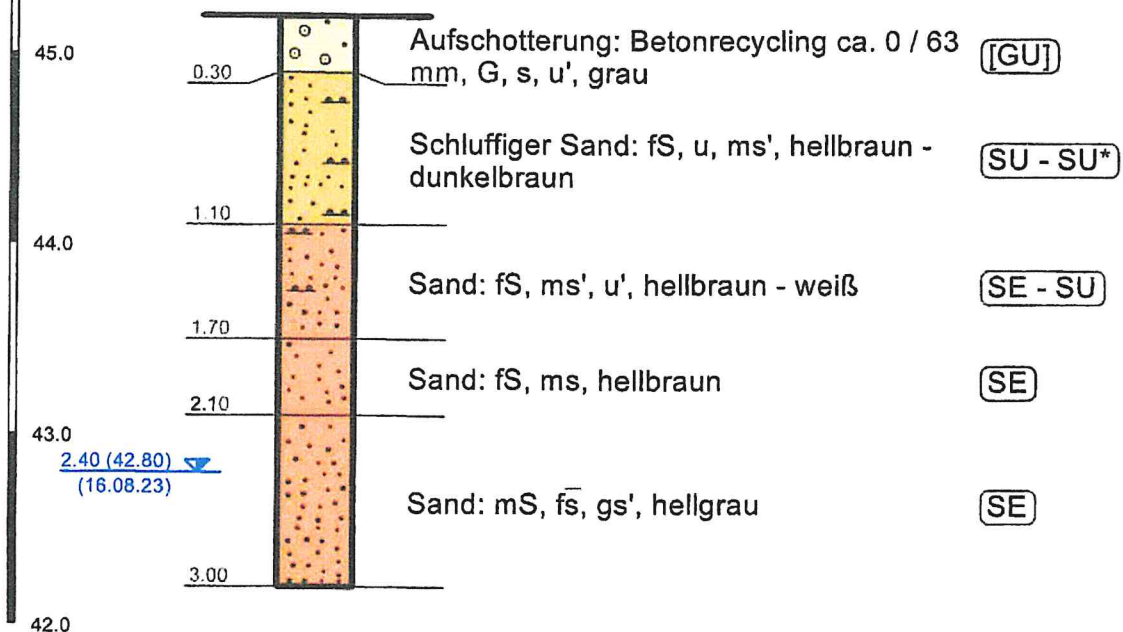 45.0
Aufschotterung: Betonrecycling ca. 0 / 63
mm, G, s, u', grau
[GU]
0.30
Schluffiger Sand: fS, u, ms', hellbraun -
dunkelbraun
SU - SU*
1.10
44.0
Sand: fS, ms', u', hellbraun - weiß
SE - SU
1.70
Sand: fS, ms, hellbraun
SE
2.10
43.0
2.40 (42.80)
(16.08.23)
Sand: mS, fs̅, gs', hellgrau
SE
3.00
42.0